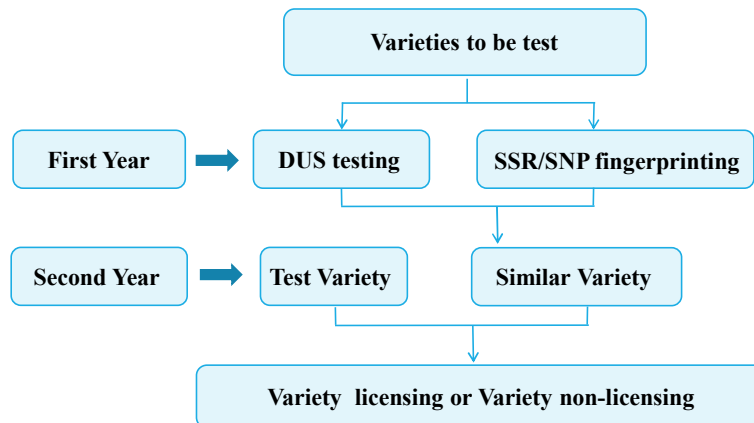 Varieties to be test
First Year
DUS testing
SSR/SNP fingerprinting
Second Year
Test Variety
Similar Variety
Variety licensing or Variety non-licensing